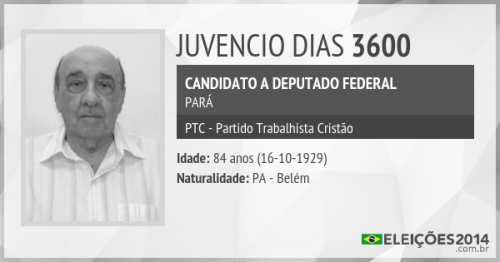 JUVENCIO DIAS 3600
CANDIDATO A DEPUTADO FEDERAL
PARÁ
PTC - Partido Trabalhista Cristão
Idade: 84 anos (16-10-1929)
Naturalidade: PA - Belém
ELEIÇÕES2014
.com.br